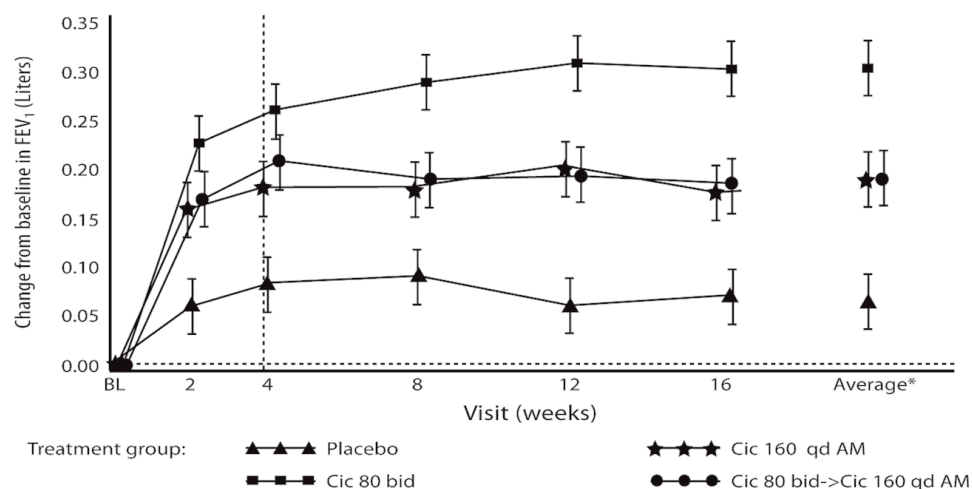 Change from baseline in FEV₁ (Liters)
0.35
0.30
0.25
0.20
0.15
0.10
0.05
0.00
BL 2 4 8 12 16 Average*
Visit (weeks)
Treatment group: Placebo Cic 160 qd AM
Cic 80 bid Cic 80 bid->Cic 160 qd AM